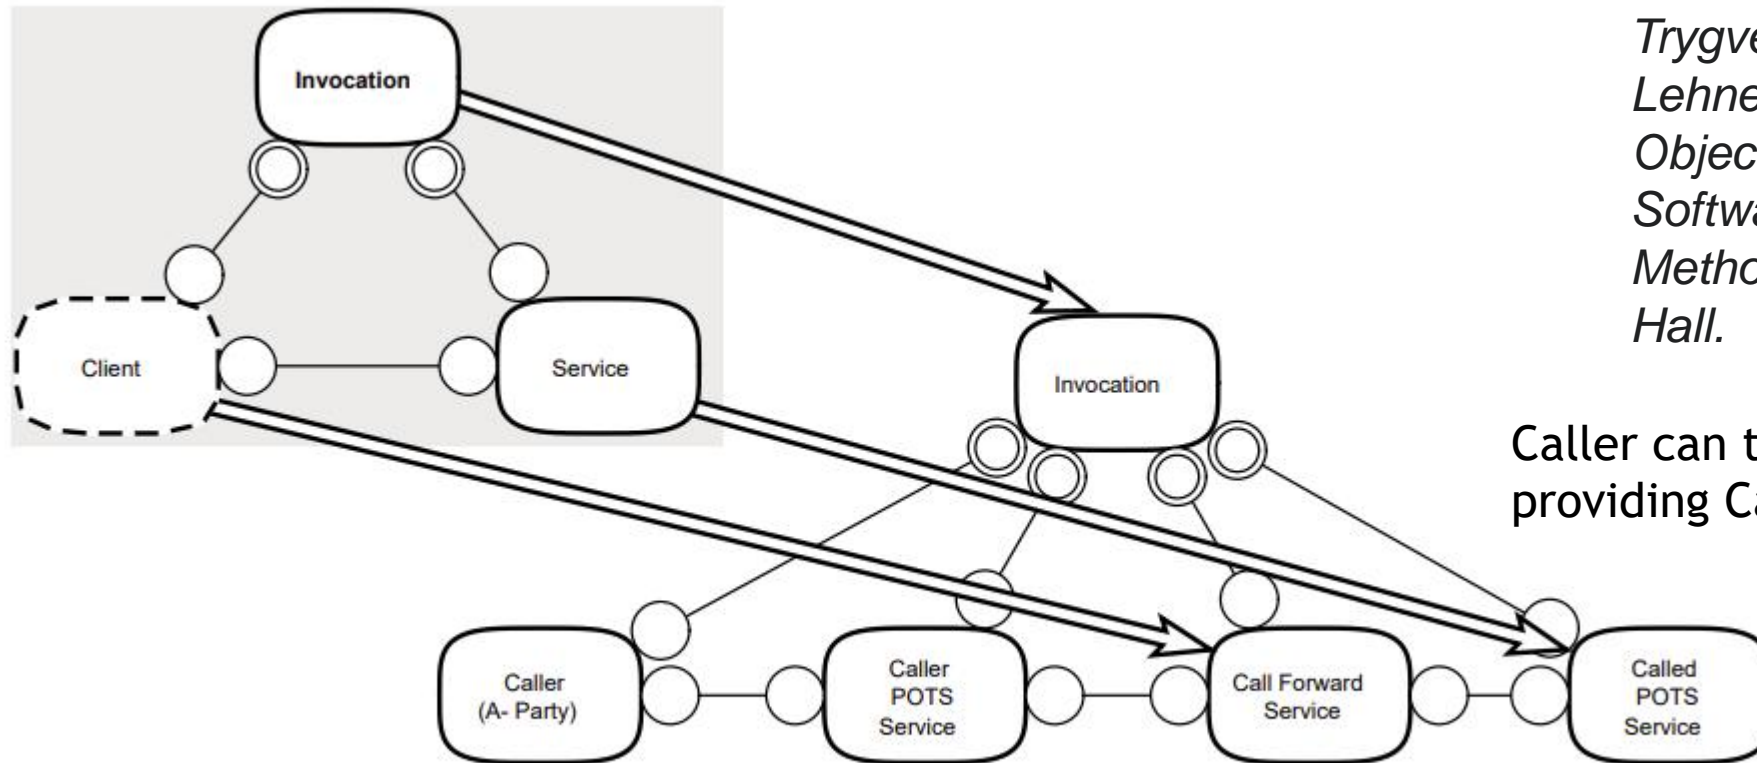 Invocation
Client
Service
Invocation
Caller
(A- Party)
Caller
POTS
Service
Call Forward
Service
Called
POTS
Service
Trygve
Lehne
Objec
Softwa
Metho
Hall.
Caller can t
providing Ca